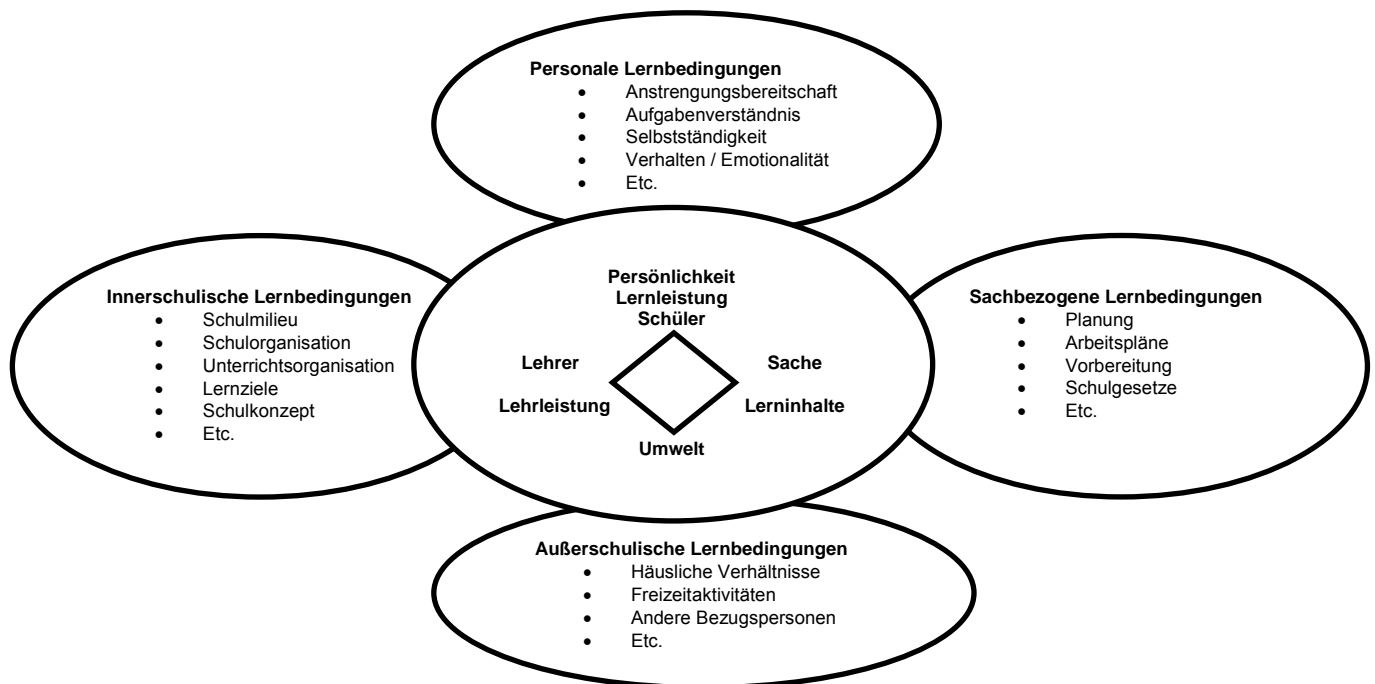 Personale Lernbedingungen
• Anstrengungsbereitschaft
• Aufgabenverständnis
• Selbstständigkeit
• Verhalten / Emotionalität
• Etc.
Innerschulische Lernbedingungen
• Schulmilieu
• Schulorganisation
• Unterrichtsorganisation
• Lernziele
• Schulkonzept
• Etc.
Persönlichkeit
Lernleistung
Schüler
Lehrer
Sache
Lehrleistung
Lerninhalte
Umwelt
Sachbezogene Lernbedingungen
• Planung
• Arbeitspläne
• Vorbereitung
• Schulgesetze
• Etc.
Außerschulische Lernbedingungen
• Häusliche Verhältnisse
• Freizeitaktivitäten
• Andere Bezugspersonen
• Etc.